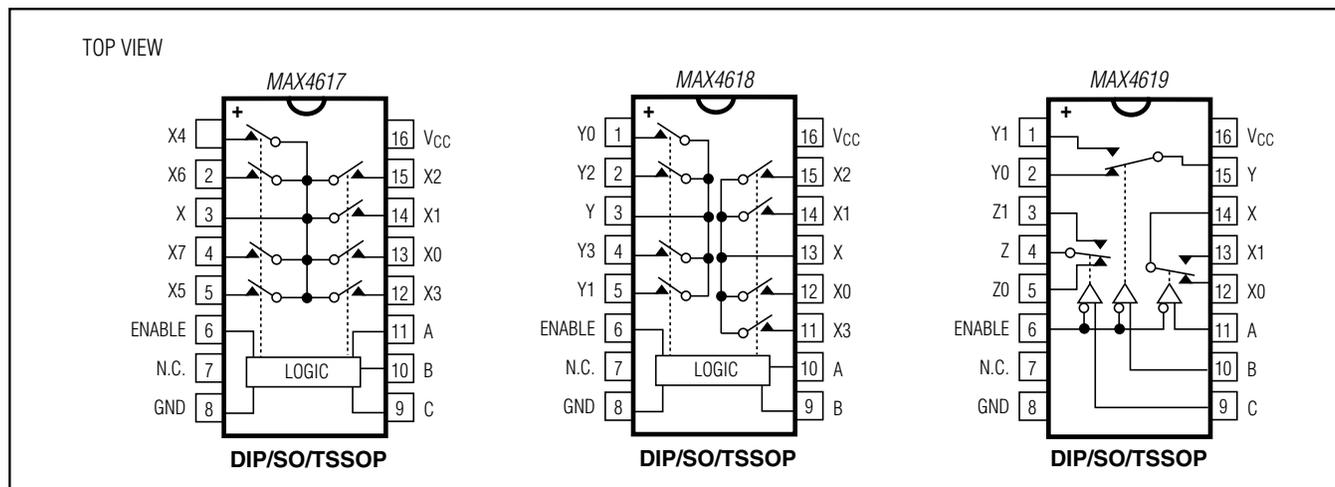 TOP VIEW
MAX4617
+
X4
X6 2
X 3
X7 4
X5 5
ENABLE 6
N.C. 7
GND 8
16 VCC
15 X2
14 X1
13 X0
12 X3
11 A
10 B
9 C
LOGIC
DIP/SO/TSSOP
MAX4618
+
Y0 1
Y2 2
Y 3
Y3 4
Y1 5
ENABLE 6
N.C. 7
GND 8
16 VCC
15 X2
14 X1
13 X
12 X0
11 X3
10 A
9 B
LOGIC
DIP/SO/TSSOP
MAX4619
+
Y1 1
Y0 2
Z1 3
Z 4
Z0 5
ENABLE 6
N.C. 7
GND 8
16 VCC
15 Y
14 X
13 X1
12 X0
11 A
10 B
9 C
DIP/SO/TSSOP